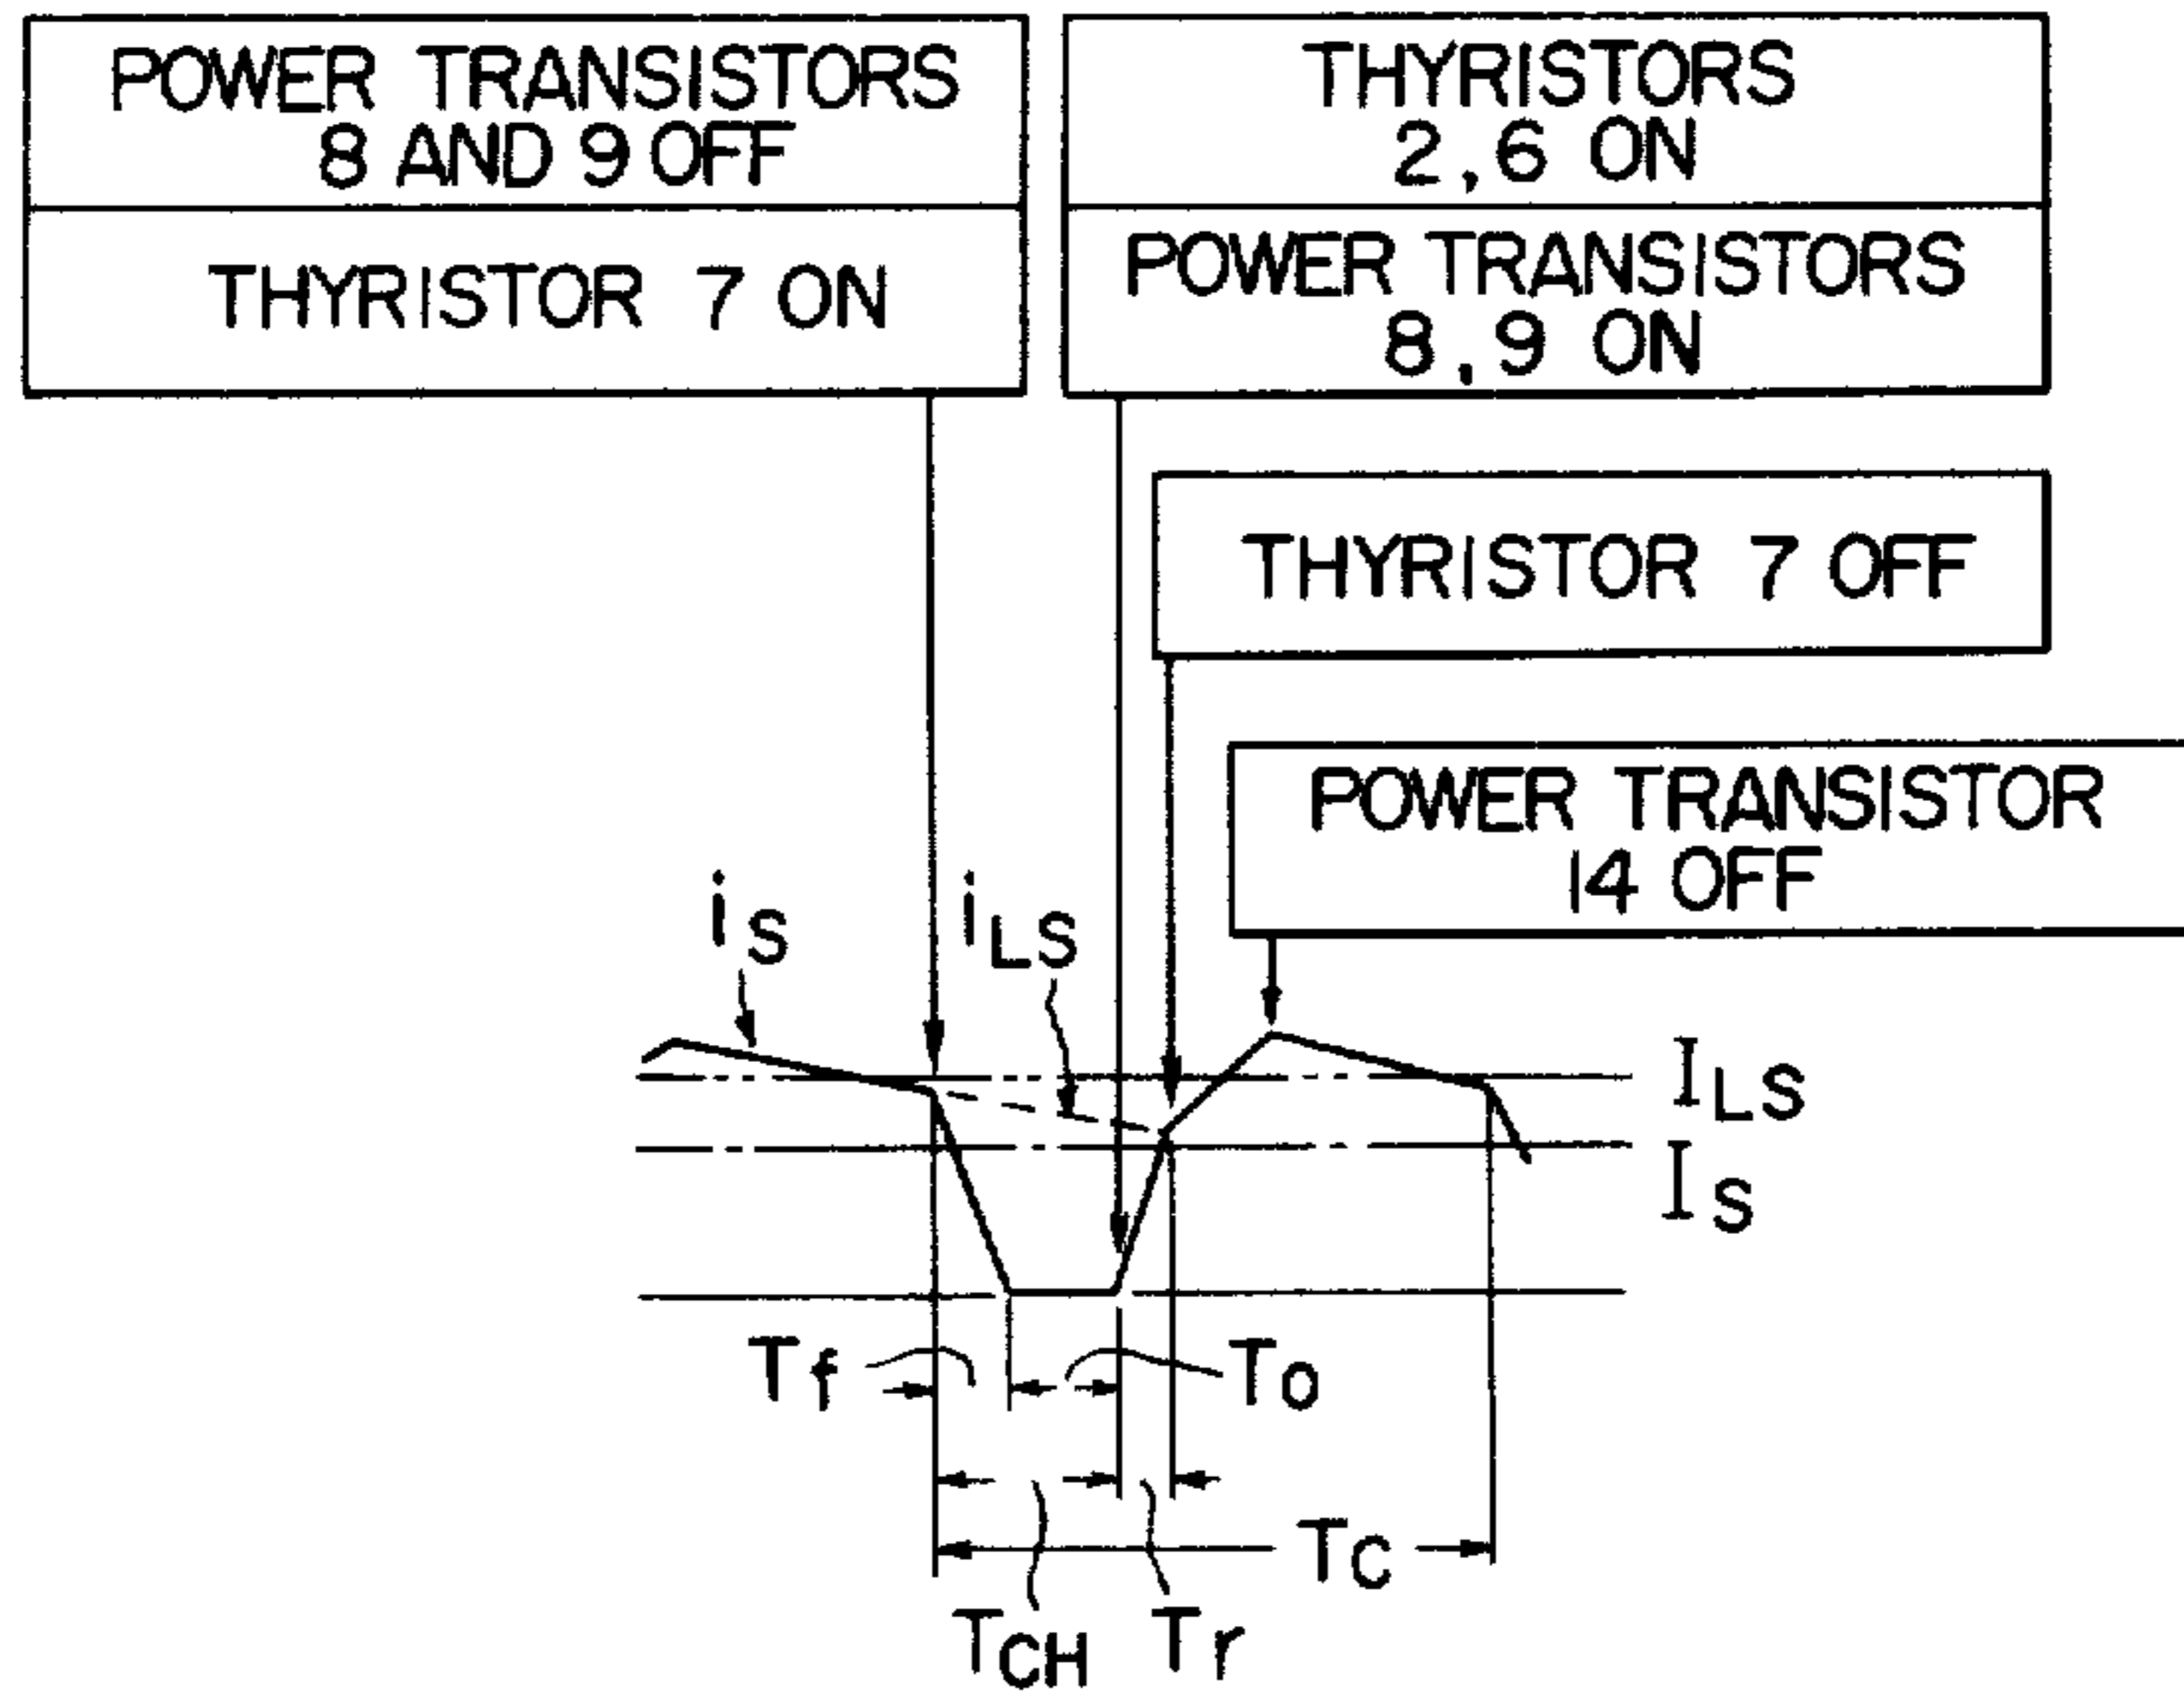 POWER TRANSISTORS
8 AND 9 OFF
THYRISTOR 7 ON
THYRISTORS
2,6 ON
POWER TRANSISTORS
8,9 ON
THYRISTOR 7 OFF
POWER TRANSISTOR
14 OFF
iS
iLS
ILS
IS
Tf
To
TC
TCH
Tr